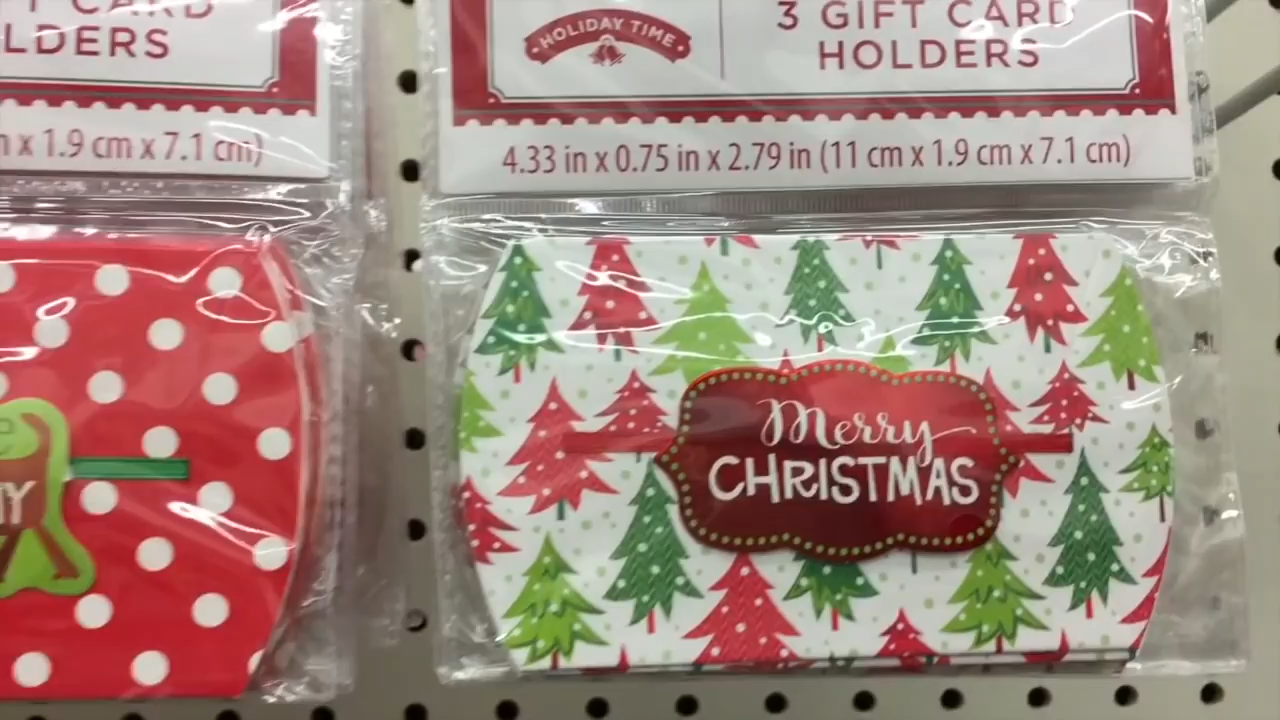 CARD
LDERS
x 1.9 cm x 7.1 cm)
HOLIDAY TIME
3 GIFT CARD
HOLDERS
4.33 in x 0.75 in x 2.79 in (11 cm x 1.9 cm x 7.1 cm)
Merry
CHRISTMAS